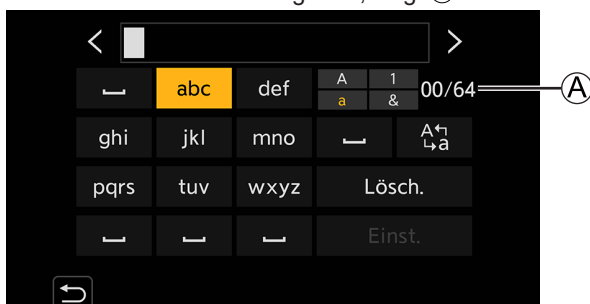 abc def A 1 a & 00/64 Ⓐ
ghi jkl mno A a
pqrs tuv wxyz Lösch.
Einst.